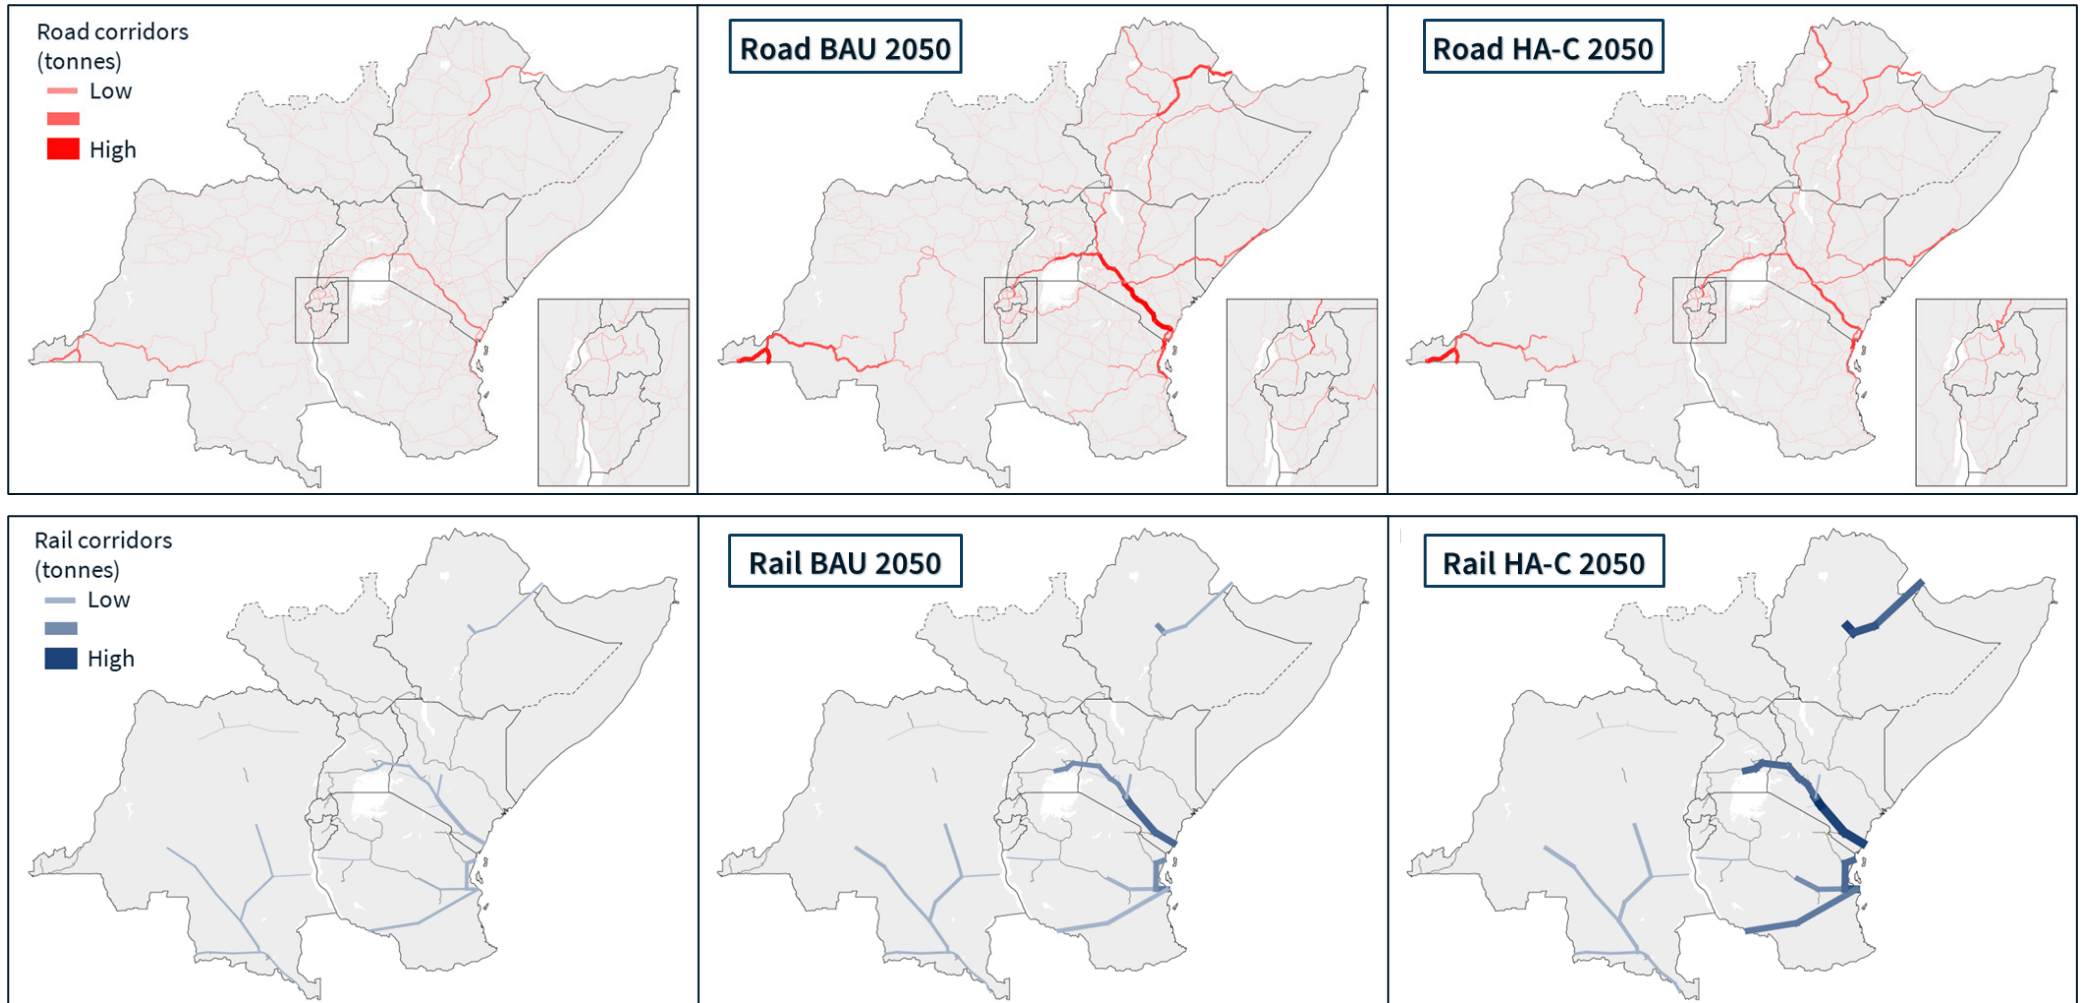 Road corridors
(tonnes)
Low
High
Road BAU 2050
Road HA-C 2050
Rail corridors
(tonnes)
Low
High
Rail BAU 2050
Rail HA-C 2050